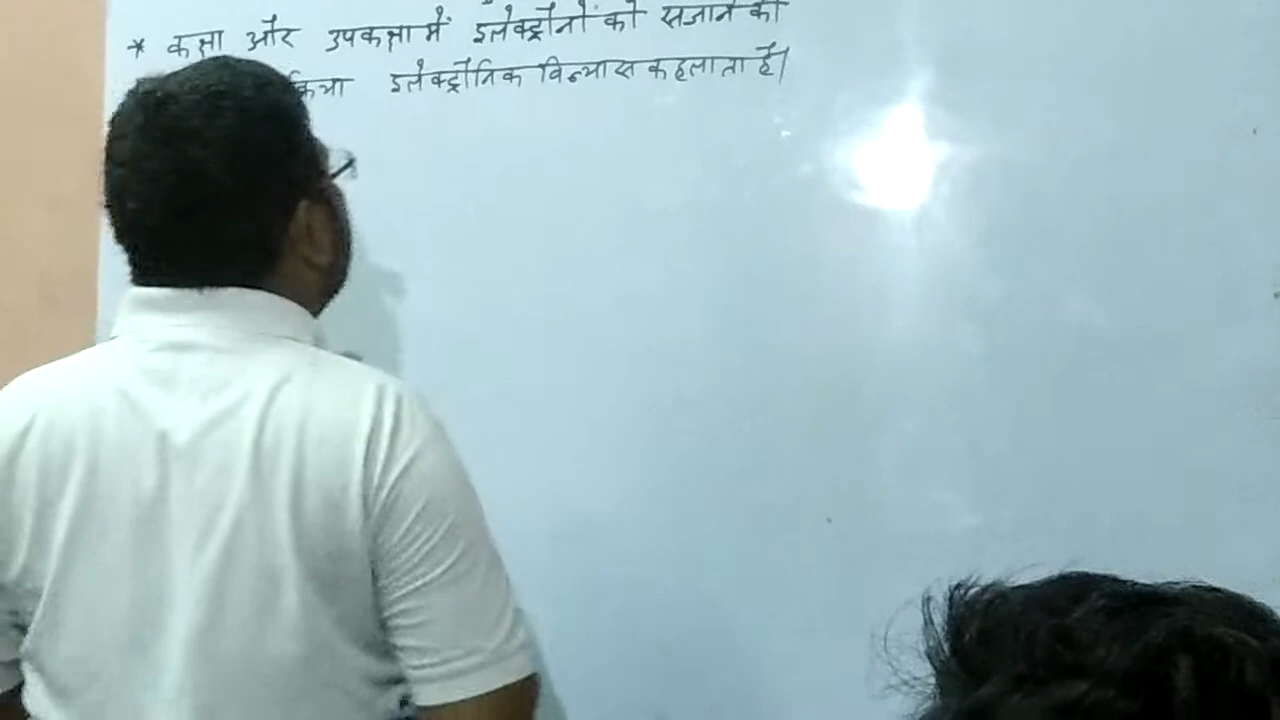 * कक्षा और उपकक्षा में इलेक्ट्रौनों को सजाने की
क्रिया इलेक्ट्रौनिक विन्यास कहलाता है।